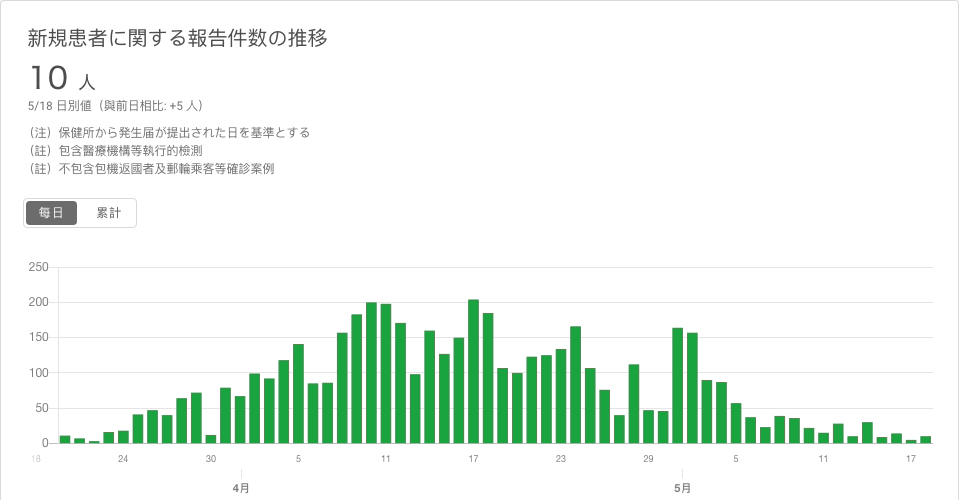 新規患者に関する報告件数の推移
10 人
5/18 日別値（與前日相比: +5 人）
（注）保健所から発生届が提出された日を基準とする
（註）包含醫療機構等執行的檢測
（註）不包含包機返國者及郵輪乘客等確診案例
每日 累計
250
200
150
100
50
0
18 24 30 5 11 17 23 29 5 11 17
4月 5月